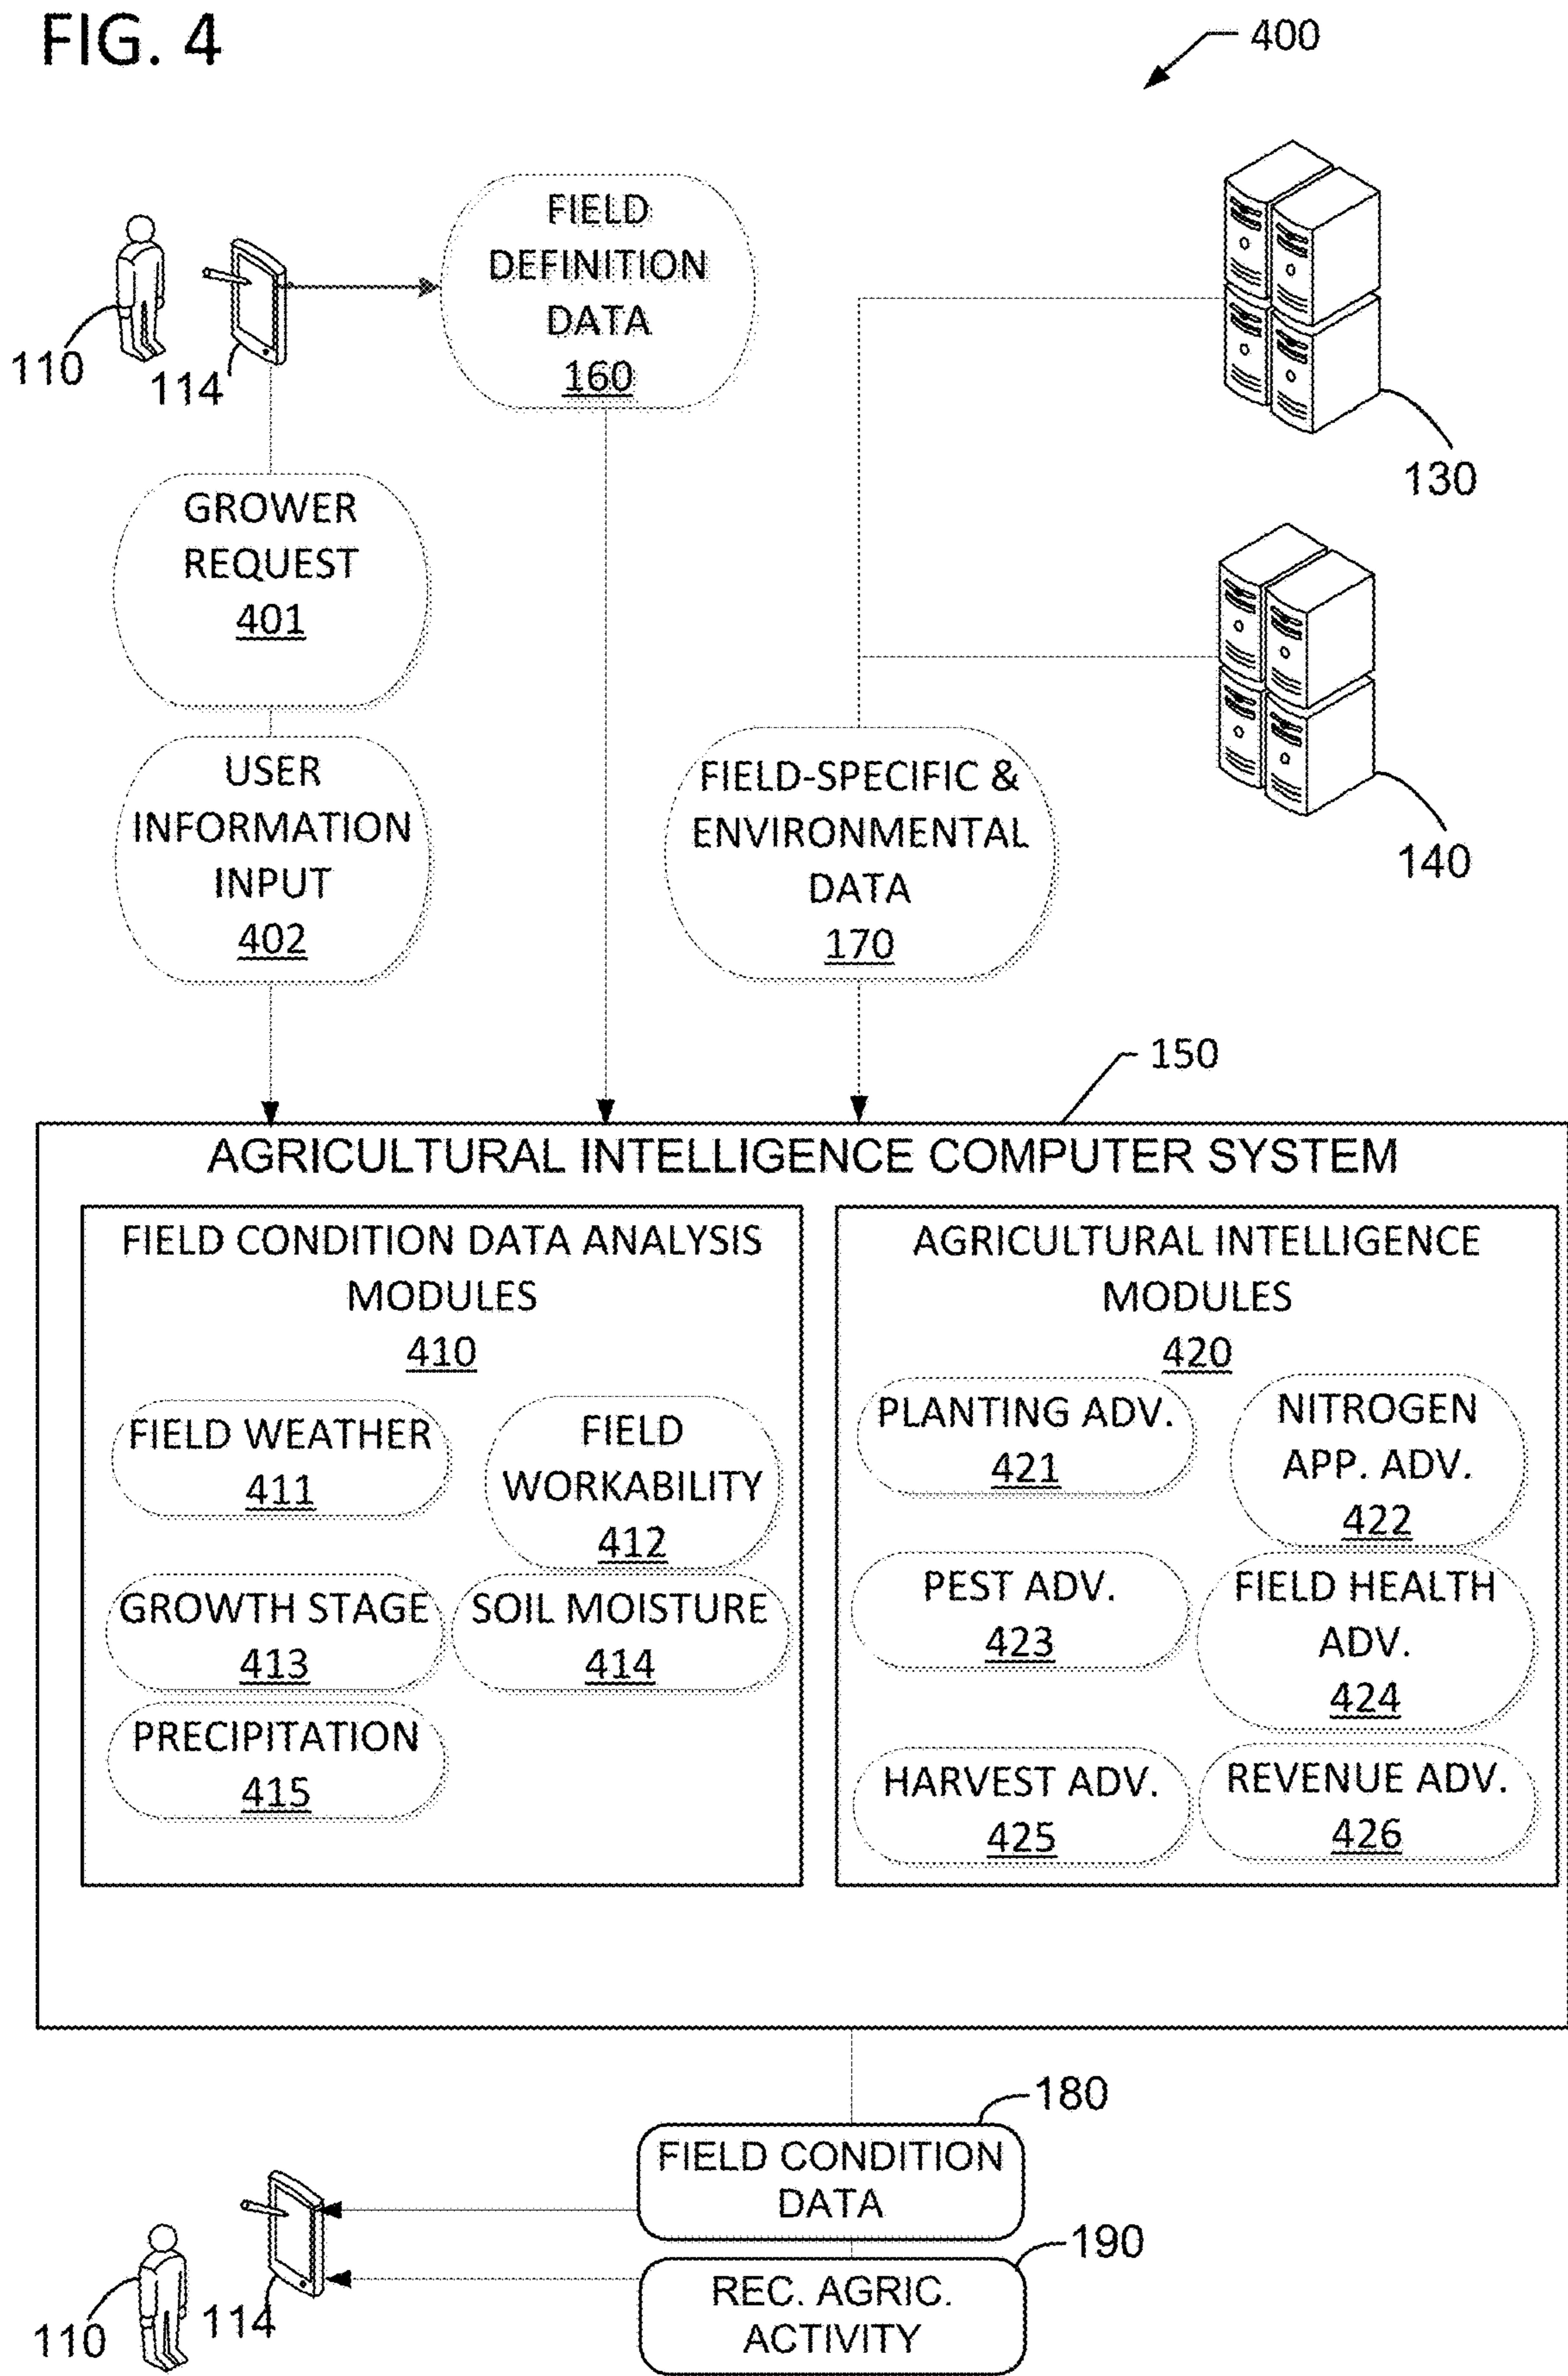 FIG. 4
400
FIELD
DEFINITION
DATA
160
110
114
130
GROWER
REQUEST
401
140
USER
INFORMATION
INPUT
402
FIELD-SPECIFIC &
ENVIRONMENTAL
DATA
170
150
AGRICULTURAL INTELLIGENCE COMPUTER SYSTEM
FIELD CONDITION DATA ANALYSIS
MODULES
410
FIELD WEATHER
411
FIELD
WORKABILITY
412
GROWTH STAGE
413
SOIL MOISTURE
414
PRECIPITATION
415
AGRICULTURAL INTELLIGENCE
MODULES
420
PLANTING ADV.
421
NITROGEN
APP. ADV.
422
PEST ADV.
423
FIELD HEALTH
ADV.
424
HARVEST ADV.
425
REVENUE ADV.
426
180
FIELD CONDITION
DATA
190
REC. AGRIC.
ACTIVITY
114
110